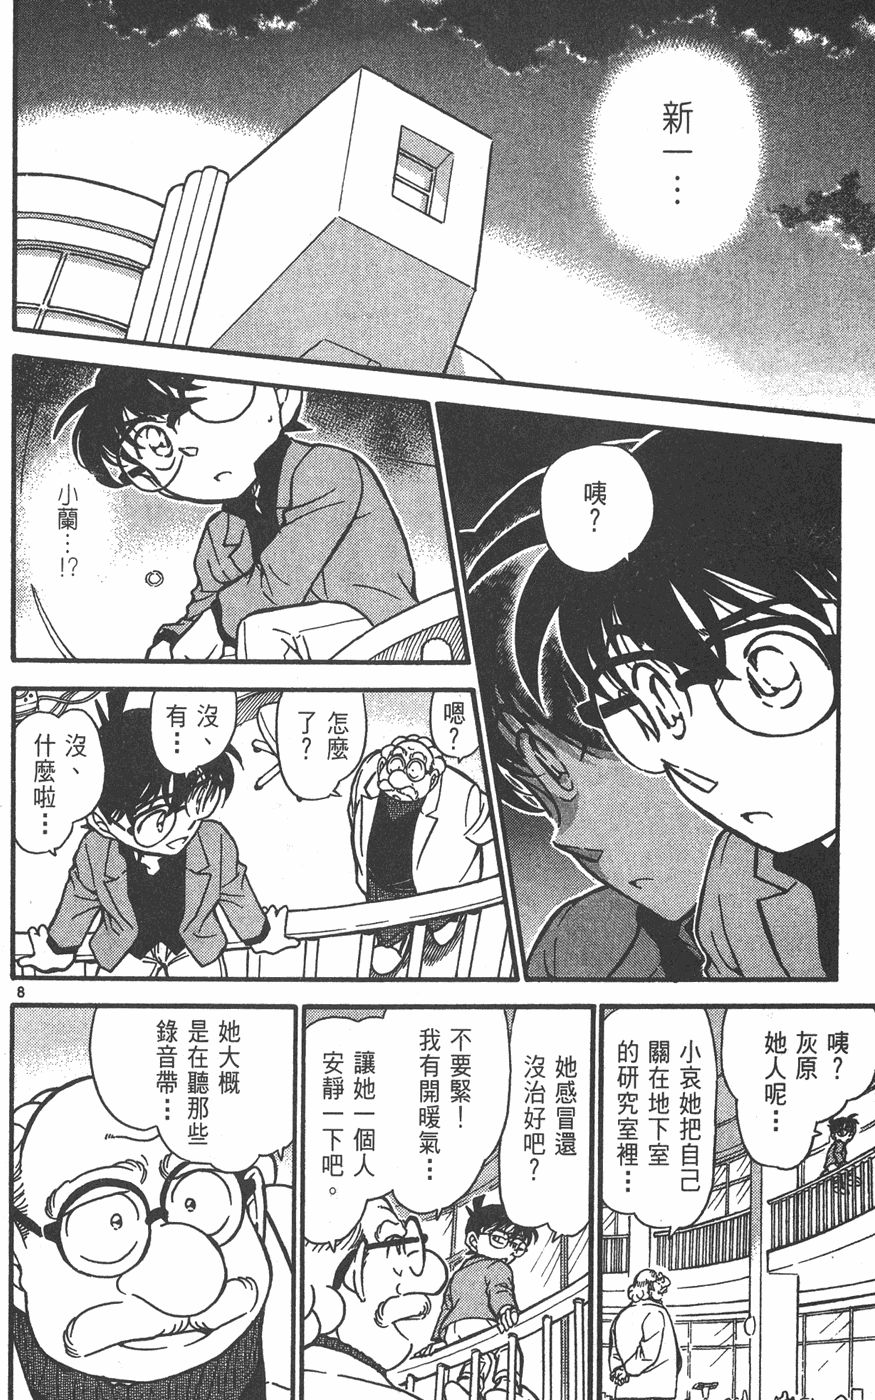 新一…
咦?
小蘭…!?
嗯?
怎麼
了?
沒、
有…
沒、
什麼啦…
8
咦?
灰原
她人呢…
小哀她把自己
關在地下室
的研究室裡…
她感冒還
沒治好吧?
不要緊!
我有開暖氣…
讓她一個人
安靜一下吧。
她大概
是在聽那些
錄音帶…